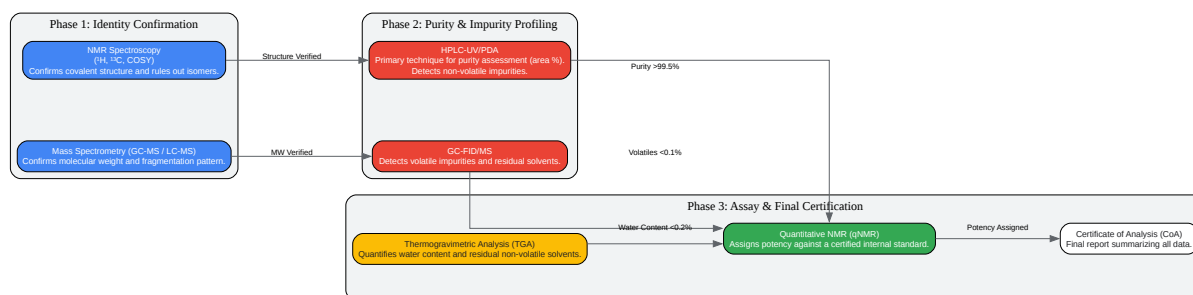 Phase 1: Identity Confirmation
NMR Spectroscopy
(¹H, ¹³C, COSY)
Confirms covalent structure and rules out isomers.
Mass Spectrometry (GC-MS / LC-MS)
Confirms molecular weight and fragmentation pattern.
Structure Verified
MW Verified
Phase 2: Purity & Impurity Profiling
HPLC-UV/PDA
Primary technique for purity assessment (area %).
Detects non-volatile impurities.
GC-FID/MS
Detects volatile impurities and residual solvents.
Purity >99.5%
Volatiles <0.1%
Phase 3: Assay & Final Certification
Water Content <0.2%
Thermogravimetric Analysis (TGA)
Quantifies water content and residual non-volatile solvents.
Quantitative NMR (qNMR)
Assigns potency against a certified internal standard.
Potency Assigned
Certificate of Analysis (CoA)
Final report summarizing all data.